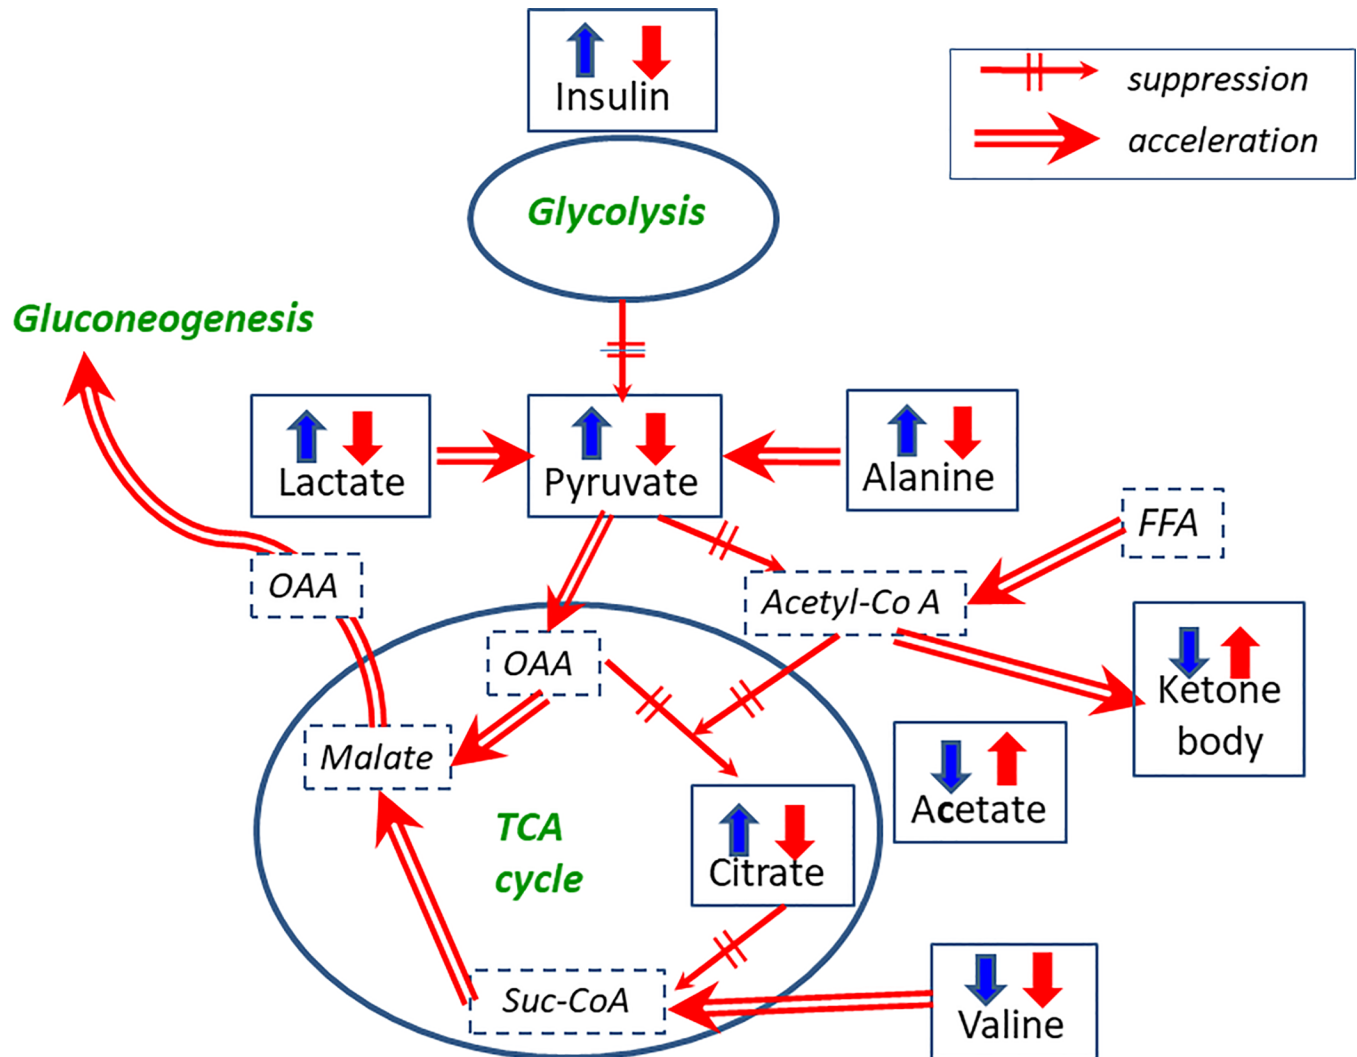 Insulin
suppression
acceleration
Glycolysis
Gluconeogenesis
Lactate
Pyruvate
Alanine
FFA
OAA
Acetyl-Co A
OAA
Ketone
body
Malate
Acetate
TCA
cycle
Citrate
Suc-CoA
Valine